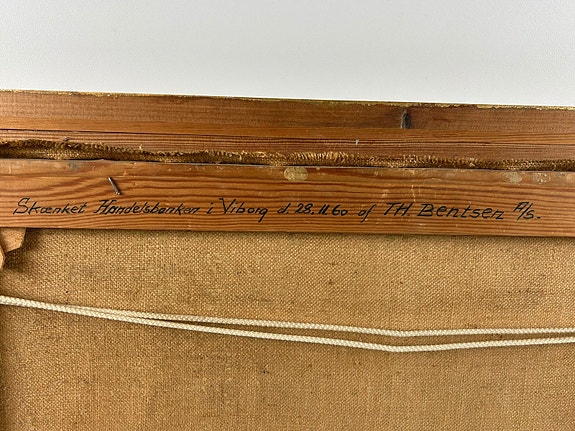 Skænket Handelsbanken i Viborg d. 28.11.60 af TH. Bentsen A/S.